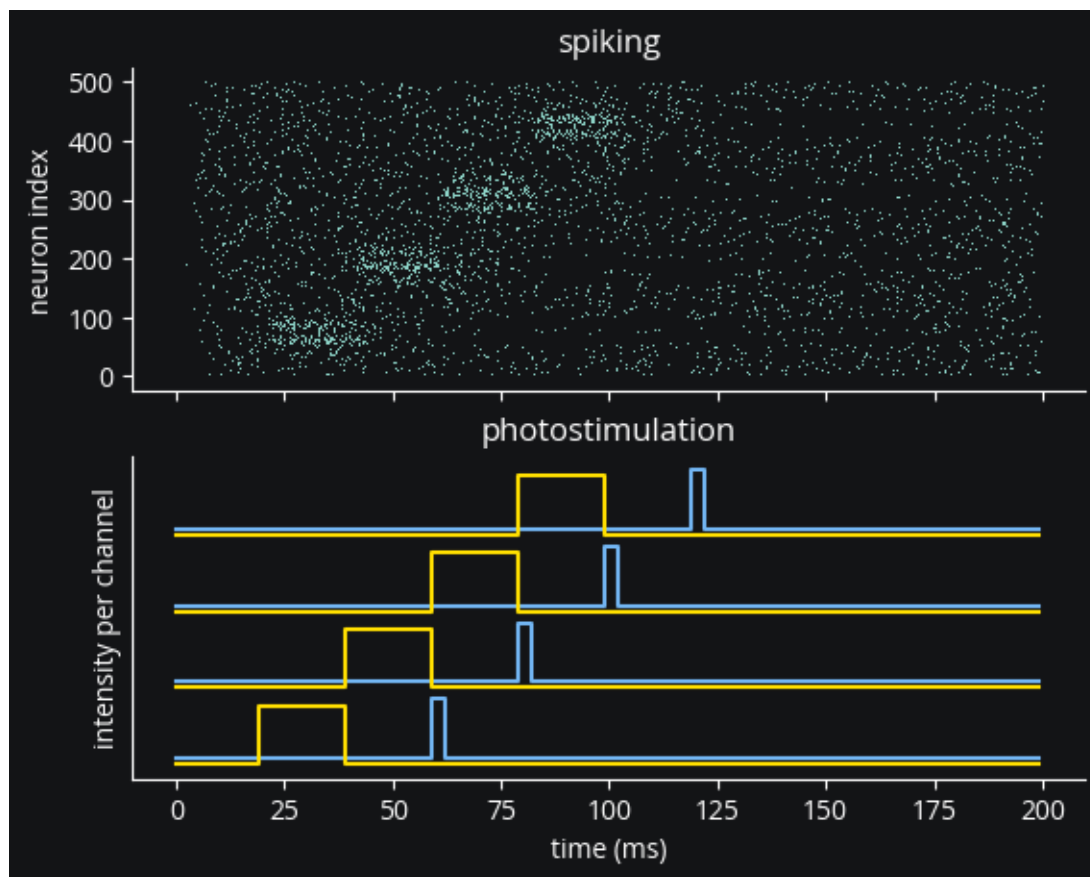 spiking
500
400
300
200
100
0
neuron index
photostimulation
intensity per channel
0 25 50 75 100 125 150 175 200
time (ms)